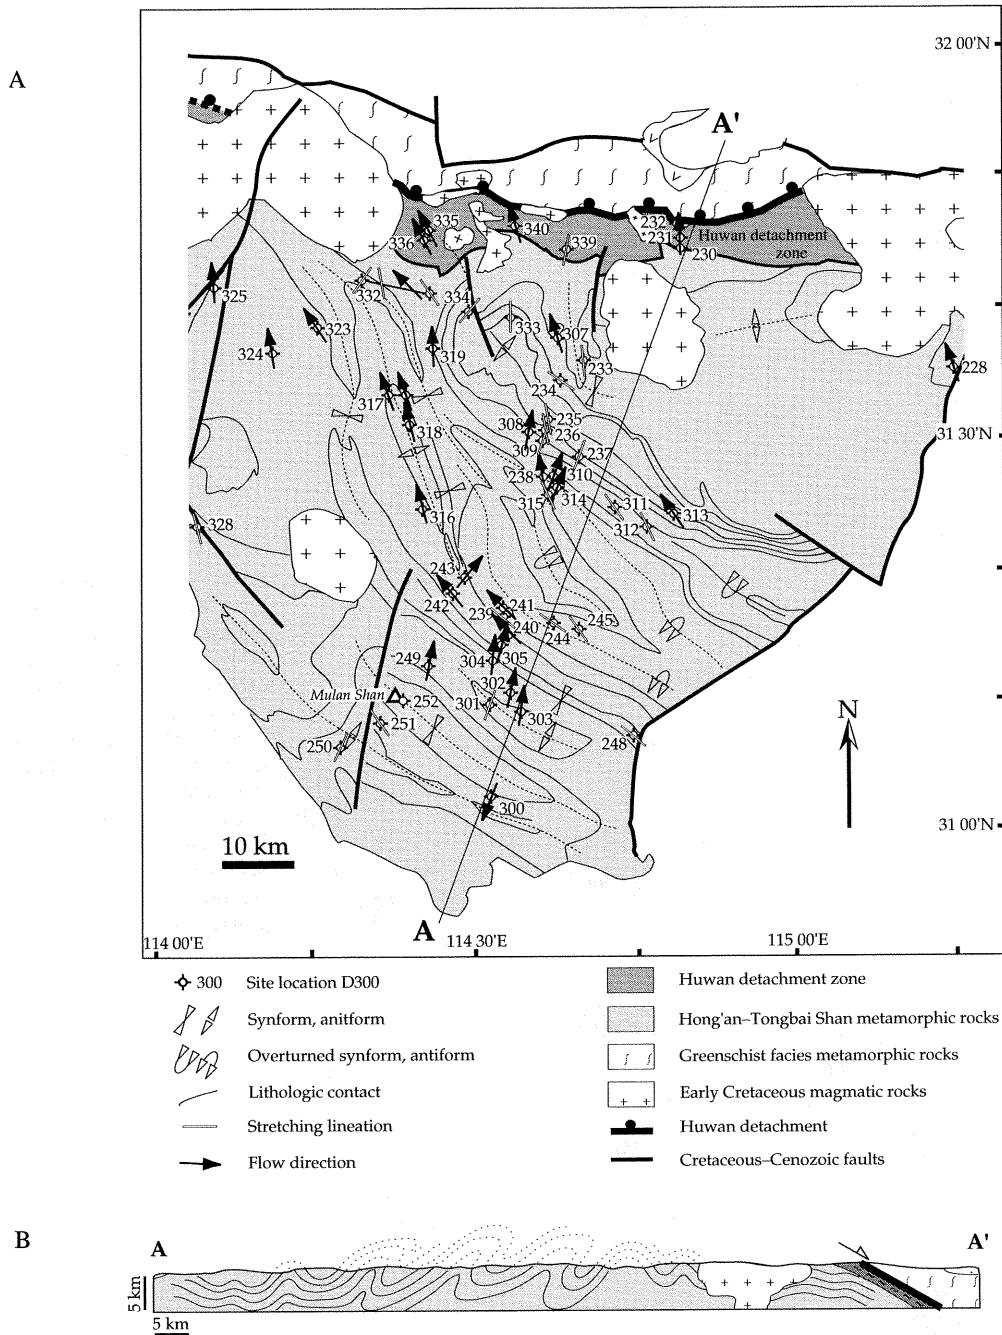 A
32 00'N
A'
335
336
340
339
232
231
230
Huwan detachment
zone
325
332
334
323
324
333
307
319
233
228
234
317
31 30'N
318
308
235
236
309
237
238
310
315
314
311
313
312
316
328
243
242
239
241
240
244
245
249
304
305
302
Mulan Shan
252
301
303
251
250
248
N
300
31 00'N
10 km
A
114 00'E
114 30'E
115 00'E
300 Site location D300
Synform, anitform
Overturned synform, antiform
Lithologic contact
Stretching lineation
Flow direction
Huwan detachment zone
Hong'an–Tongbai Shan metamorphic rocks
Greenschist facies metamorphic rocks
Early Cretaceous magmatic rocks
Huwan detachment
Cretaceous–Cenozoic faults
B
A
A'
5 km
5 km